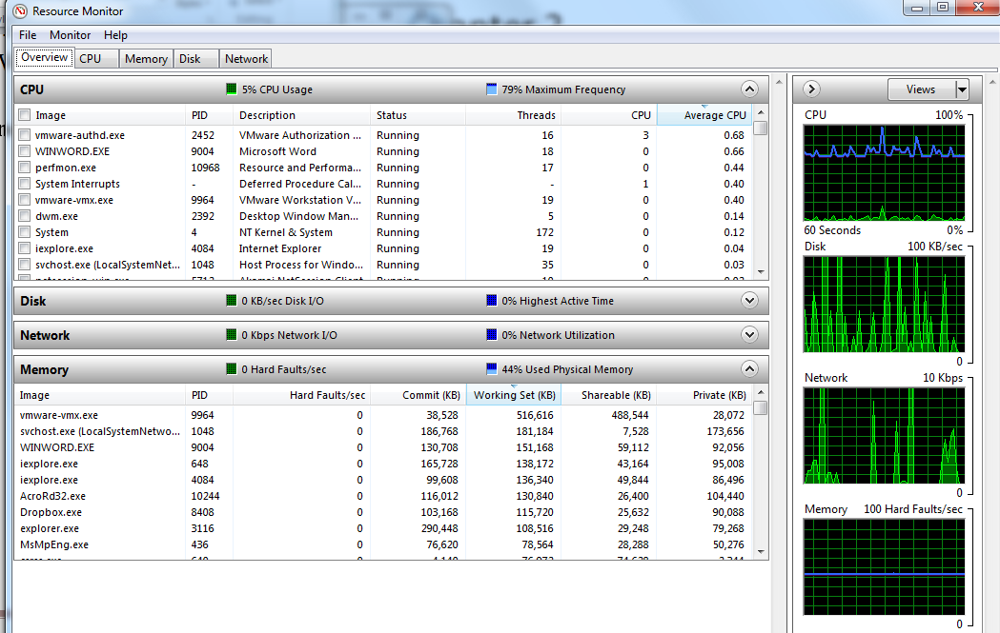 Resource Monitor
File Monitor Help
Overview CPU Memory Disk Network
CPU 5% CPU Usage 79% Maximum Frequency
Image PID Description Status Threads CPU Average CPU
vmware-authd.exe 2452 VMware Authorization ... Running 16 3 0.68
WINWORD.EXE 9004 Microsoft Word Running 18 0 0.66
perfmon.exe 10968 Resource and Performa... Running 17 0 0.44
System Interrupts - Deferred Procedure Cal... Running - 1 0.40
vmware-vmx.exe 9964 VMware Workstation V... Running 19 0 0.40
dwm.exe 2392 Desktop Window Man... Running 5 0 0.14
System 4 NT Kernel & System Running 172 0 0.12
iexplore.exe 4084 Internet Explorer Running 19 0 0.04
svchost.exe (LocalSystemNet... 1048 Host Process for Windo... Running 35 0 0.03
Disk 0 KB/sec Disk I/O 0% Highest Active Time
Network 0 Kbps Network I/O 0% Network Utilization
Memory 0 Hard Faults/sec 44% Used Physical Memory
Image PID Hard Faults/sec Commit (KB) Working Set (KB) Shareable (KB) Private (KB)
vmware-vmx.exe 9964 0 38,528 516,616 488,544 28,072
svchost.exe (LocalSystemNetwo... 1048 0 186,768 181,184 7,528 173,656
WINWORD.EXE 9004 0 130,708 151,168 59,112 92,056
iexplore.exe 648 0 165,728 138,172 43,164 95,008
iexplore.exe 4084 0 99,608 136,340 49,844 86,496
AcroRd32.exe 10244 0 116,012 130,840 26,400 104,440
Dropbox.exe 8408 0 103,168 115,720 25,632 90,088
explorer.exe 3116 0 290,448 108,516 29,248 79,268
MsMpEng.exe 436 0 76,620 78,564 28,288 50,276
Views
CPU 100%
60 Seconds 0%
Disk 100 KB/sec
0
Network 10 Kbps
0
Memory 100 Hard Faults/sec
0